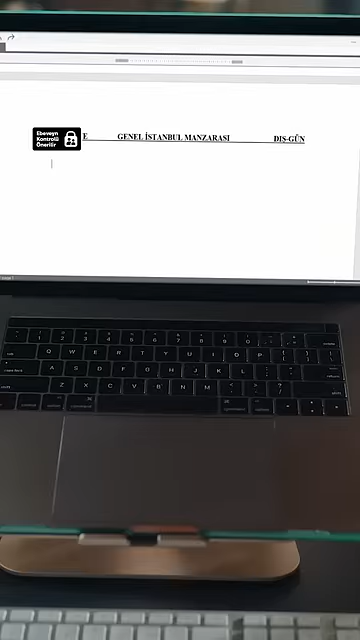 Ebeveyn
Kontrolü
Önerilir
E GENEL İSTANBUL MANZARASI DIŞ-GÜN
Q W E R T Y U I O P
A S D F G H J K L
Z X C V B N M